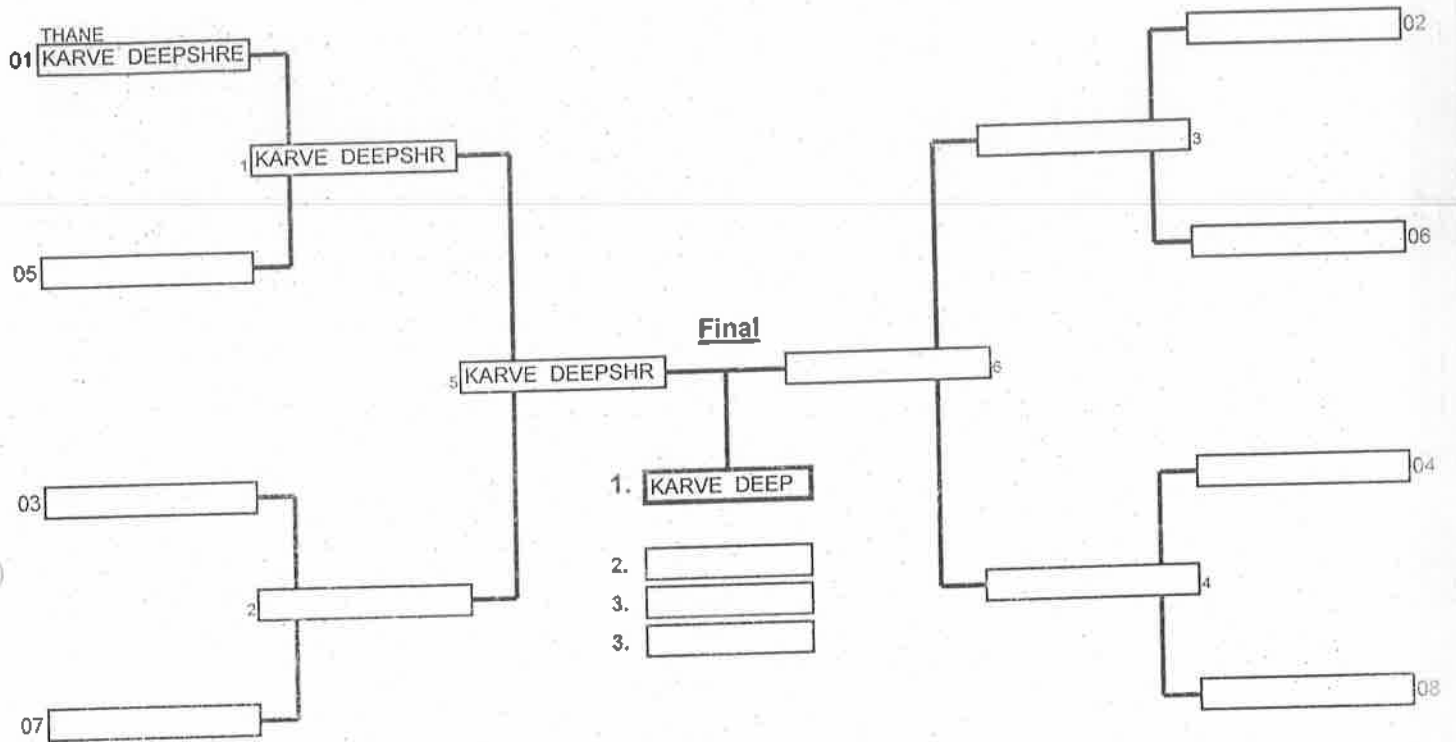 THANE
01 KARVE DEEPSHRE
02
1 KARVE DEEPSHR
3
05
06
Final
5 KARVE DEEPSHR
6
03
1. KARVE DEEP
04
2.
3.
3.
2
4
07
08